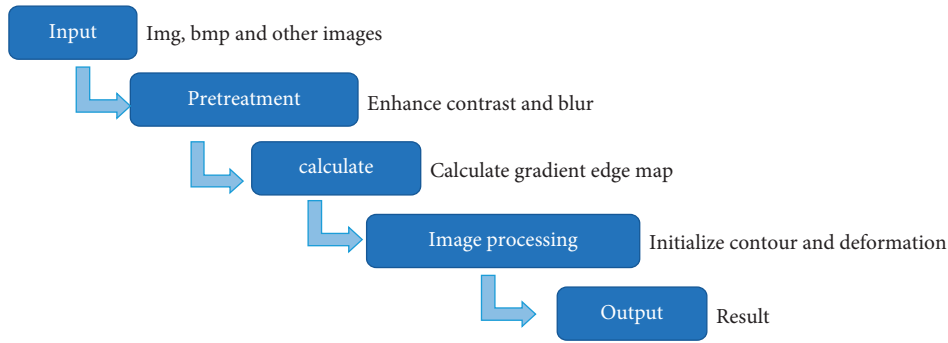 Input
Img, bmp and other images
Pretreatment
Enhance contrast and blur
calculate
Calculate gradient edge map
Image processing
Initialize contour and deformation
Output
Result